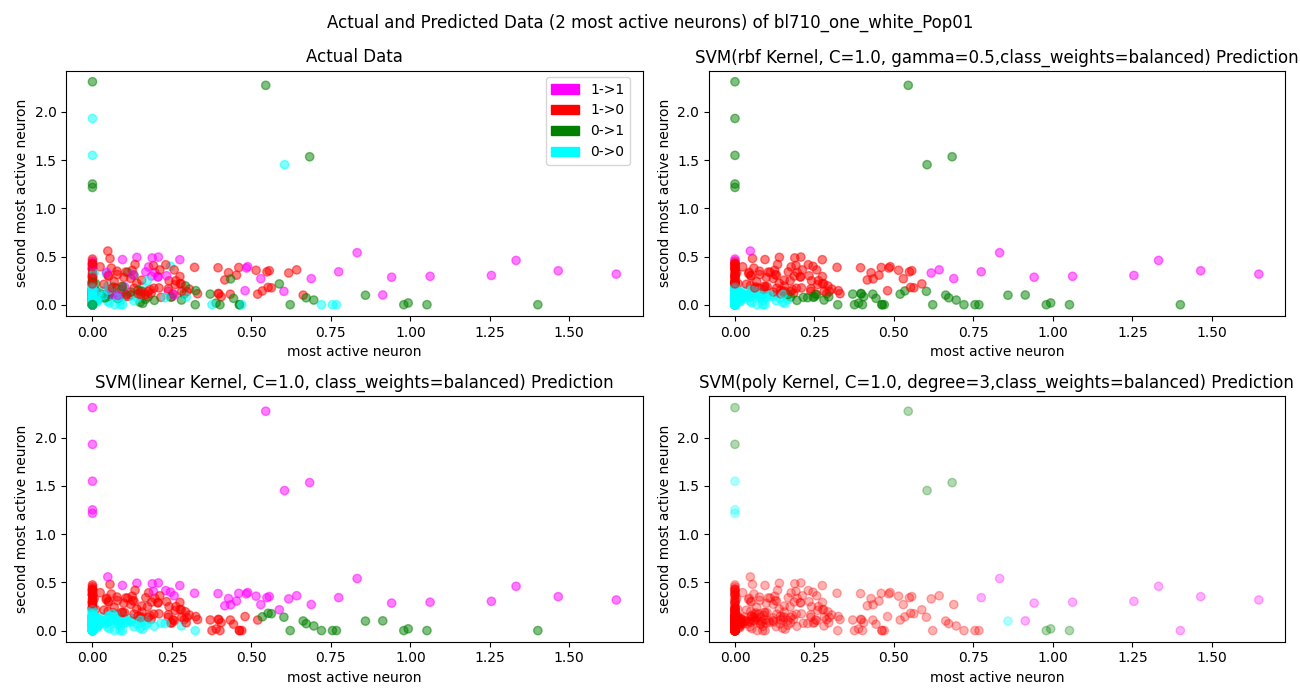 Actual and Predicted Data (2 most active neurons) of bl710_one_white_Pop01
Actual Data
2.0
1.5
1.0
0.5
0.0
second most active neuron
1->1
1->0
0->1
0->0
0.00 0.25 0.50 0.75 1.00 1.25 1.50
most active neuron
SVM(rbf Kernel, C=1.0, gamma=0.5,class_weights=balanced) Prediction
2.0
1.5
1.0
0.5
0.0
second most active neuron
0.00 0.25 0.50 0.75 1.00 1.25 1.50
most active neuron
SVM(linear Kernel, C=1.0, class_weights=balanced) Prediction
2.0
1.5
1.0
0.5
0.0
second most active neuron
0.00 0.25 0.50 0.75 1.00 1.25 1.50
most active neuron
SVM(poly Kernel, C=1.0, degree=3,class_weights=balanced) Prediction
2.0
1.5
1.0
0.5
0.0
second most active neuron
0.00 0.25 0.50 0.75 1.00 1.25 1.50
most active neuron